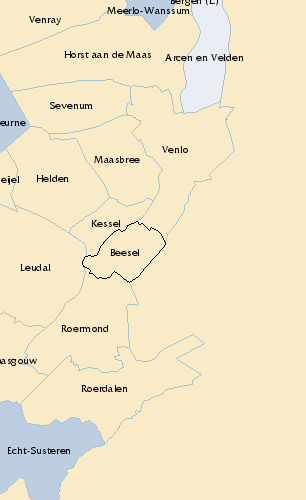 Bergen (L)
Meerlo-Wanssum
Venray
Horst aan de Maas
Arcen en Velden
Sevenum
eurne
Venlo
Maasbree
eijel
Helden
Kessel
Beesel
Leudal
Roermond
asgouw
Roerdalen
Echt-Susteren